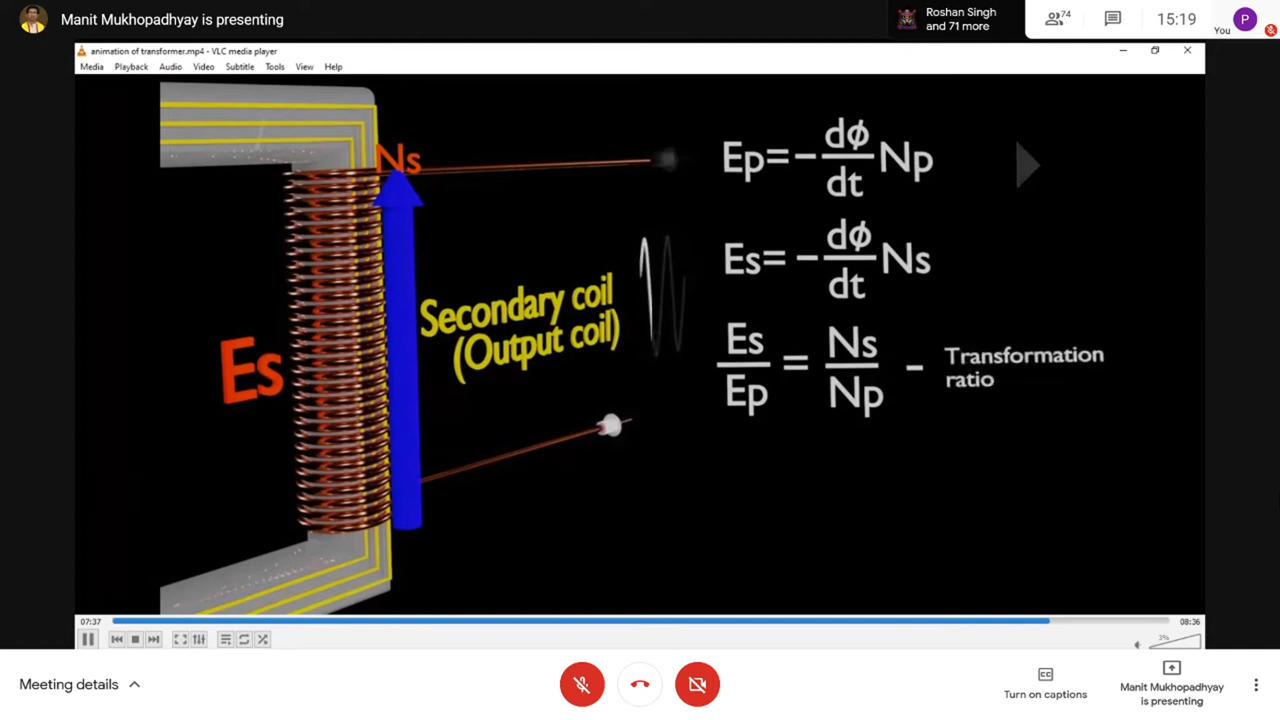 Manit Mukhopadhyay is presenting
Roshan Singh
and 71 more
74
15:19
You
P
animation of transformer.mp4 - VLC media player
Media Playback Audio Video Subtitle Tools View Help
Ns
Ep=-dϕ/dt Np
Es=-dϕ/dt Ns
Es/Ep = Ns/Np - Transformation
ratio
Secondary coil
(Output coil)
Es
07:37
08:36
3%
Meeting details
Turn on captions
Manit Mukhopadhyay
is presenting